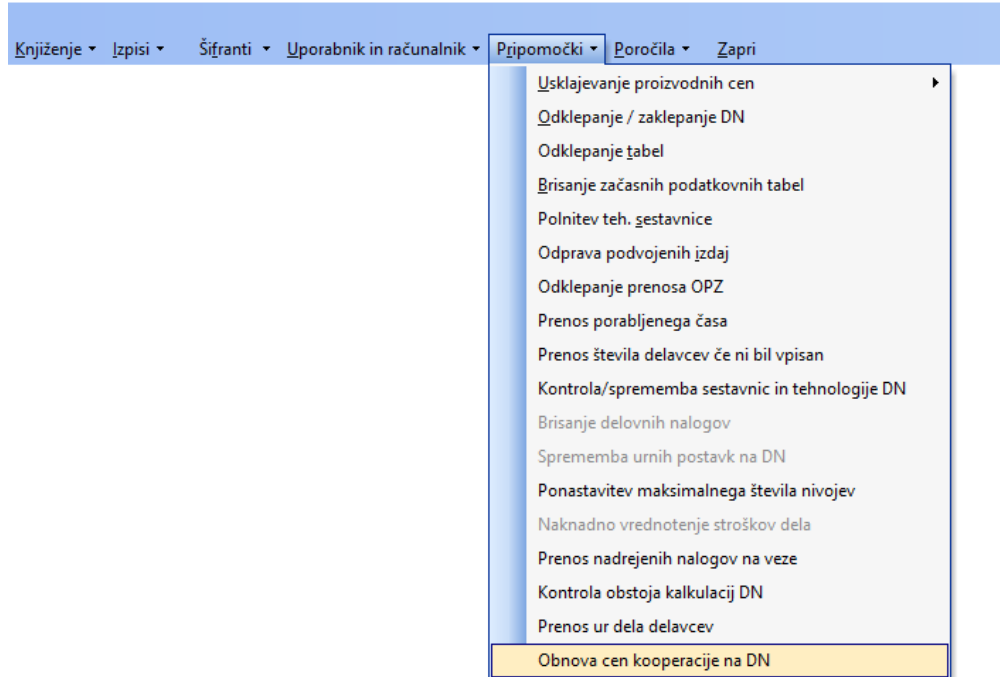 Knjiženje Izpisi Šifranti Uporabnik in računalnik Pripomočki Poročila Zapri
Usklajevanje proizvodnih cen
Odklepanje / zaklepanje DN
Odklepanje tabel
Brisanje začasnih podatkovnih tabel
Polnitev teh. sestavnice
Odprava podvojenih izdaj
Odklepanje prenosa OPZ
Prenos porabljenega časa
Prenos števila delavcev če ni bil vpisan
Kontrola/sprememba sestavnic in tehnologije DN
Brisanje delovnih nalogov
Sprememba urnih postavk na DN
Ponastavitev maksimalnega števila nivojev
Naknadno vrednotenje stroškov dela
Prenos nadrejenih nalogov na veze
Kontrola obstoja kalkulacij DN
Prenos ur dela delavcev
Obnova cen kooperacije na DN